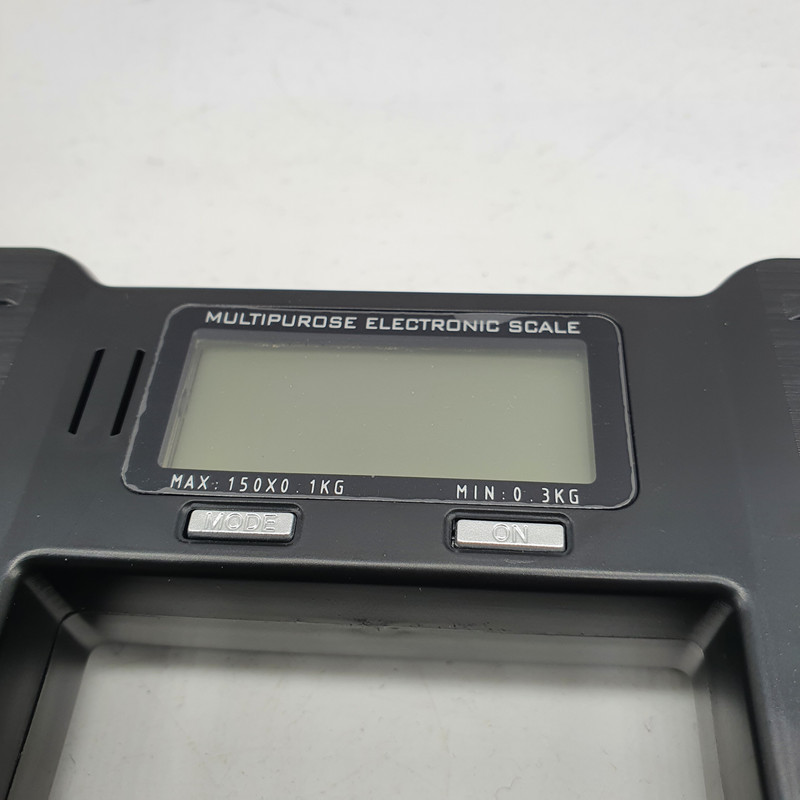 MULTIPUROSE ELECTRONIC SCALE
MAX:150X0.1KG MIN:0.3KG
MODE ON